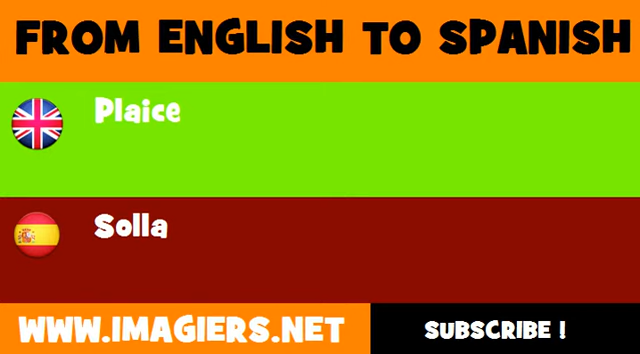 FROM ENGLISH TO SPANISH
Plaice
Solla
WWW.IMAGIERS.NET
SUBSCRIBE !